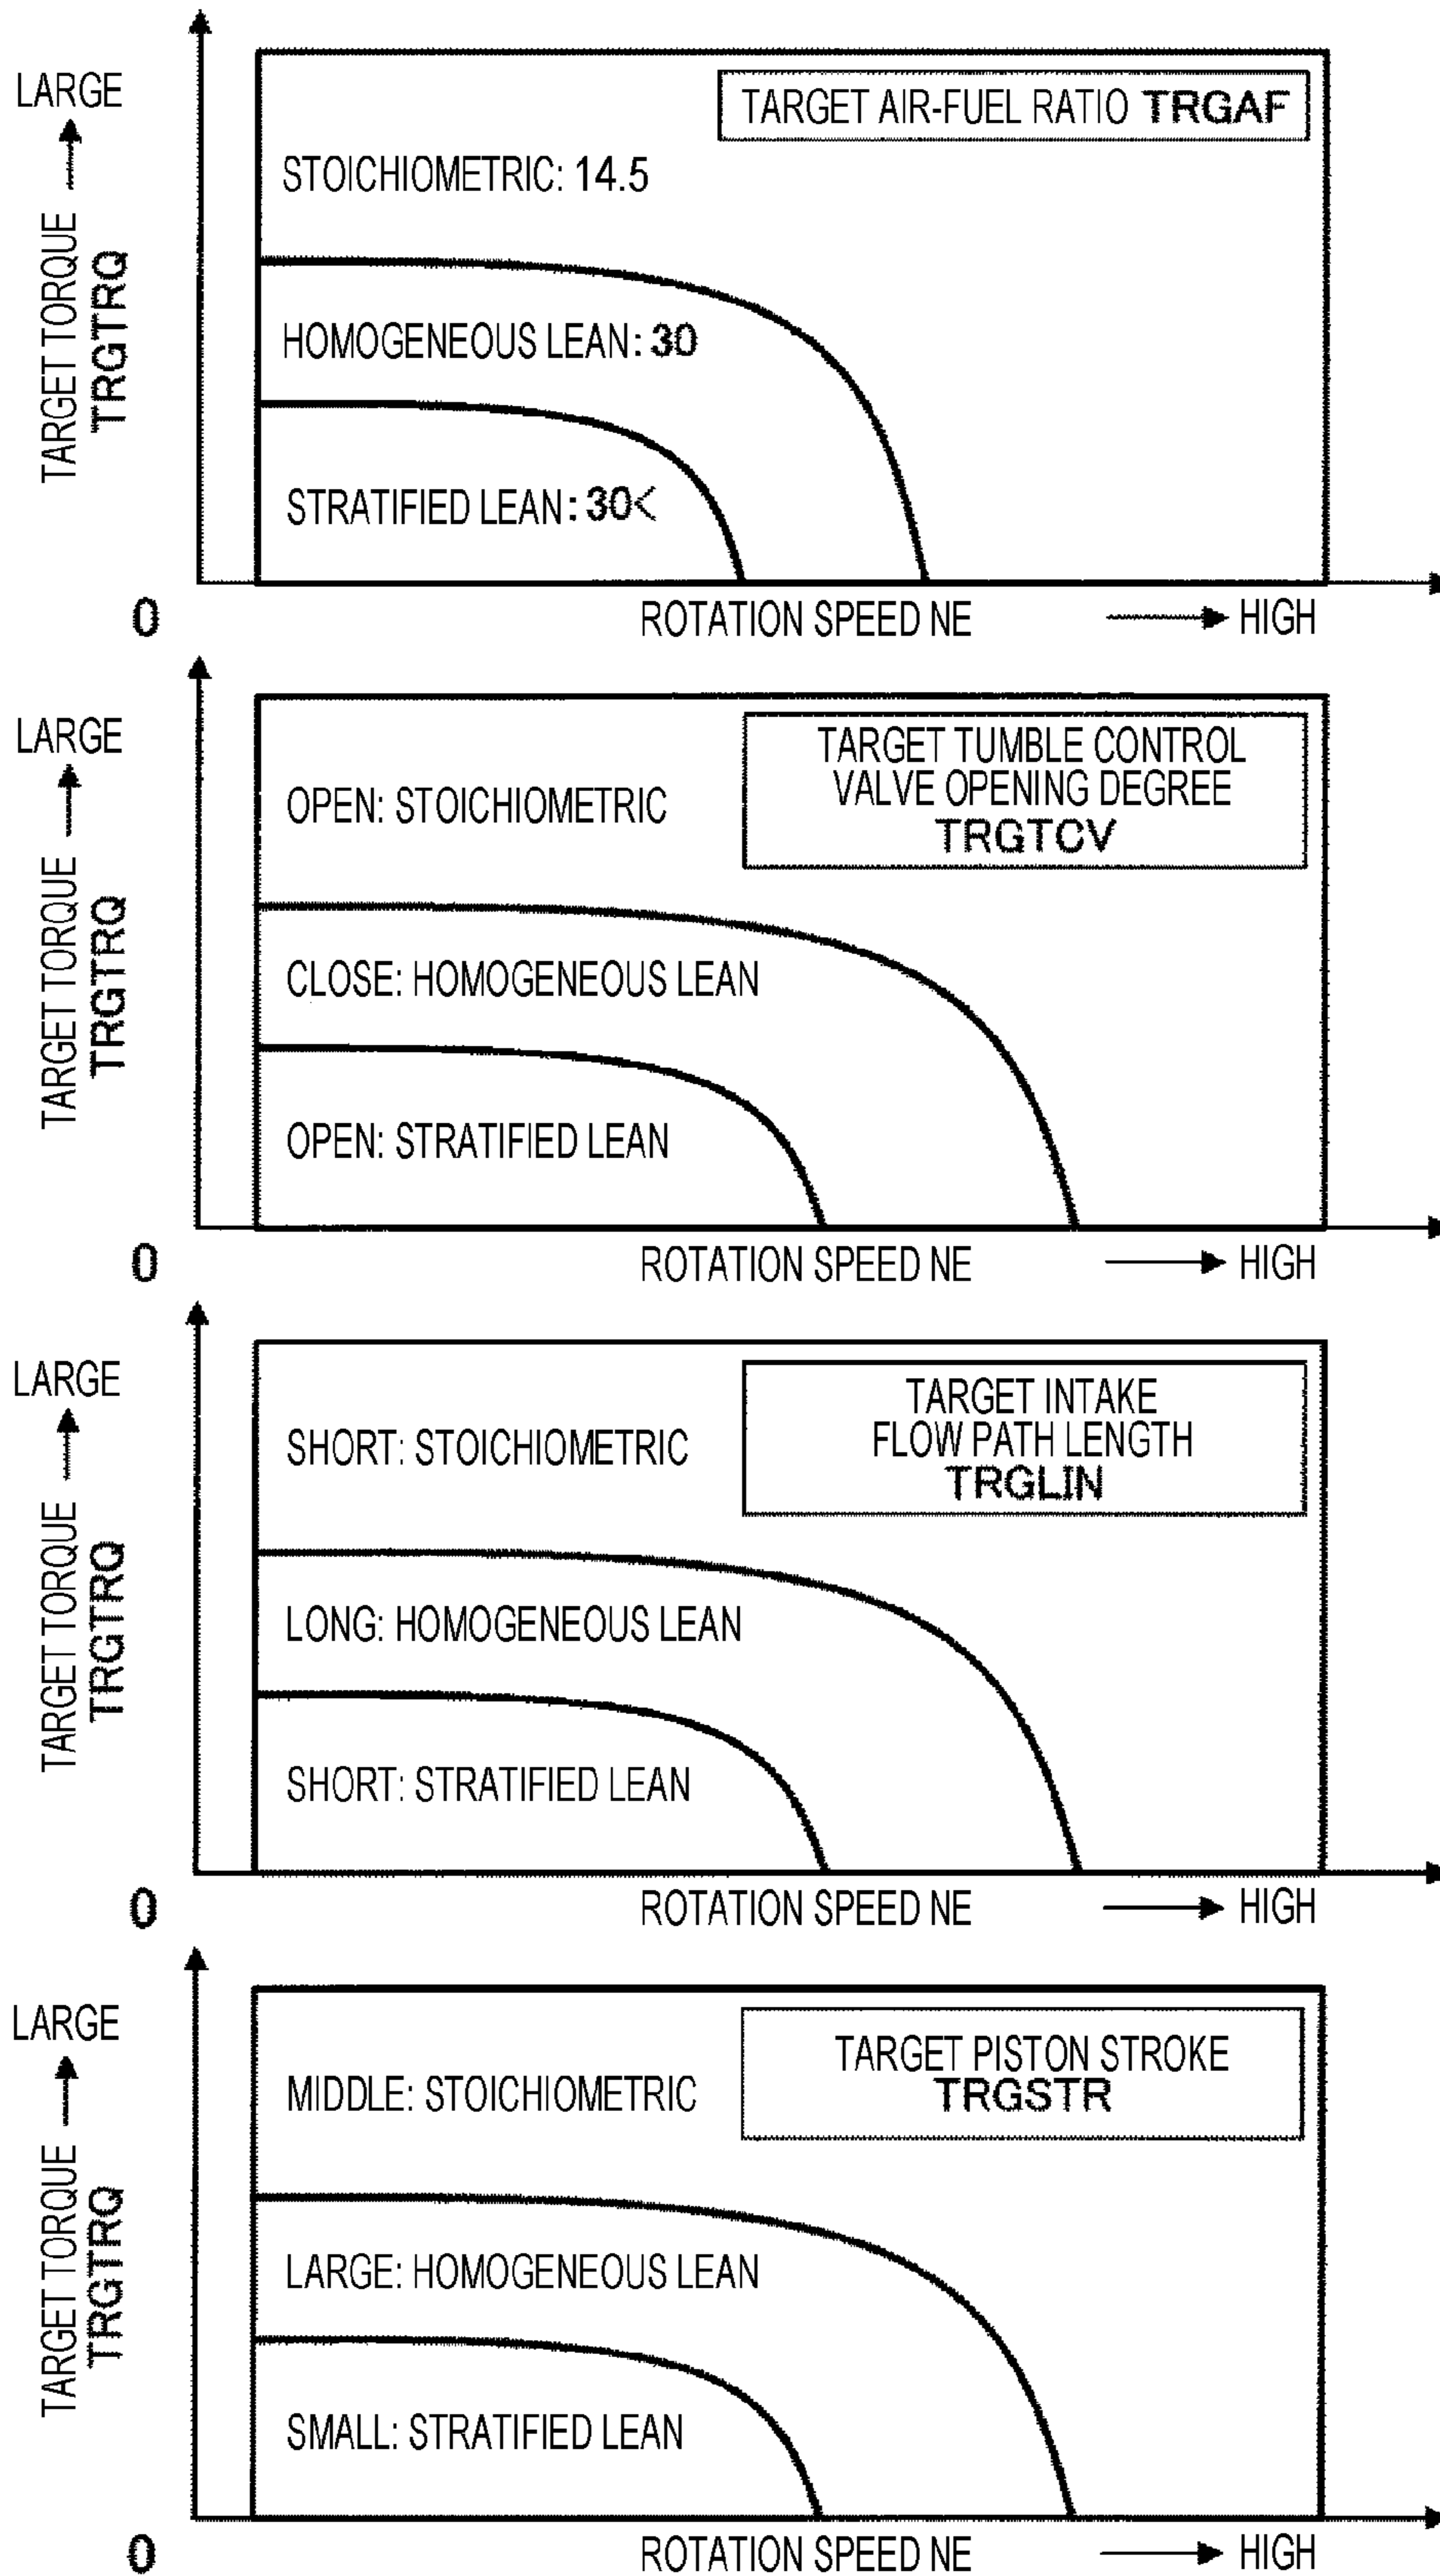 LARGE
TARGET TORQUE
TRGTRQ
TARGET AIR-FUEL RATIO TRGAF
STOICHIOMETRIC: 14.5
HOMOGENEOUS LEAN: 30
STRATIFIED LEAN: 30<
0
ROTATION SPEED NE
HIGH
LARGE
TARGET TORQUE
TRGTRQ
TARGET TUMBLE CONTROL
VALVE OPENING DEGREE
TRGTCV
OPEN: STOICHIOMETRIC
CLOSE: HOMOGENEOUS LEAN
OPEN: STRATIFIED LEAN
0
ROTATION SPEED NE
HIGH
LARGE
TARGET TORQUE
TRGTRQ
TARGET INTAKE
FLOW PATH LENGTH
TRGLIN
SHORT: STOICHIOMETRIC
LONG: HOMOGENEOUS LEAN
SHORT: STRATIFIED LEAN
0
ROTATION SPEED NE
HIGH
LARGE
TARGET TORQUE
TRGTRQ
TARGET PISTON STROKE
TRGSTR
MIDDLE: STOICHIOMETRIC
LARGE: HOMOGENEOUS LEAN
SMALL: STRATIFIED LEAN
0
ROTATION SPEED NE
HIGH